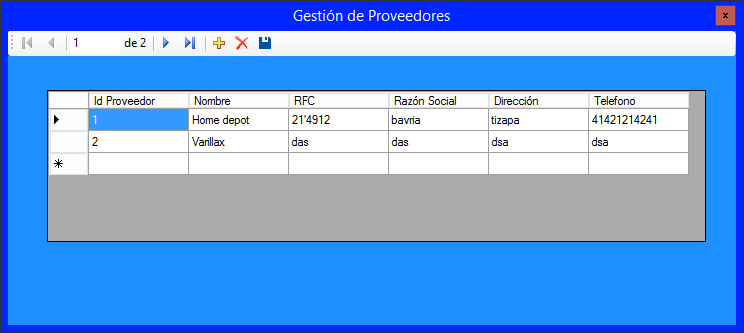 Gestión de Proveedores
x
1 de 2
Id Proveedor Nombre RFC Razón Social Dirección Telefono
1 Home depot 21'4912 bavria tizapa 41421214241
2 Varillax das das dsa dsa